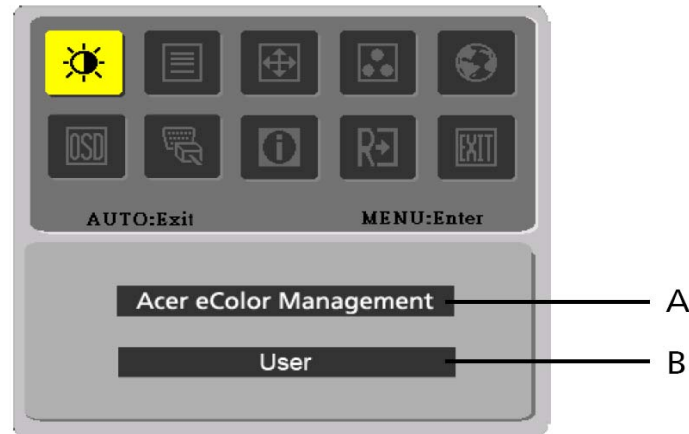 OSD R EXIT
AUTO:Exit MENU:Enter
Acer eColor Management A
User B